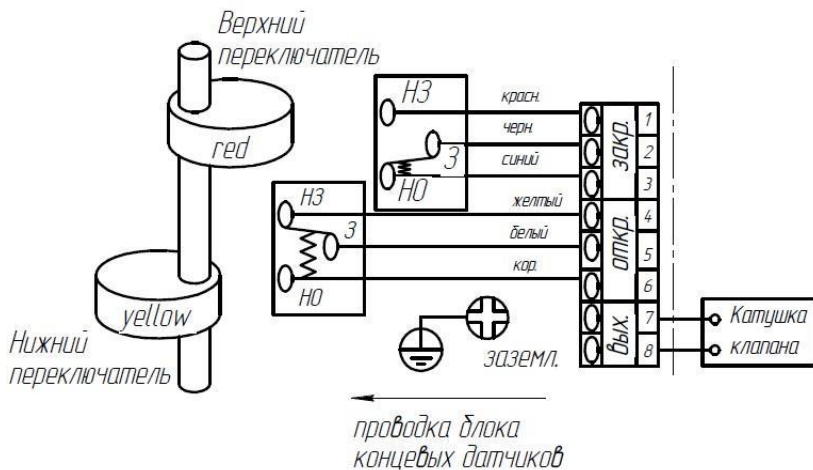 Верхний
переключатель
red
yellow
Нижний
переключатель
НЗ
З
НО
НЗ
З
НО
красн.
черн.
синий
желтый
белый
кор.
закр.
откр.
вых.
1
2
3
4
5
6
7
8
Катушка
клапана
заземл.
проводка блока
концевых датчиков